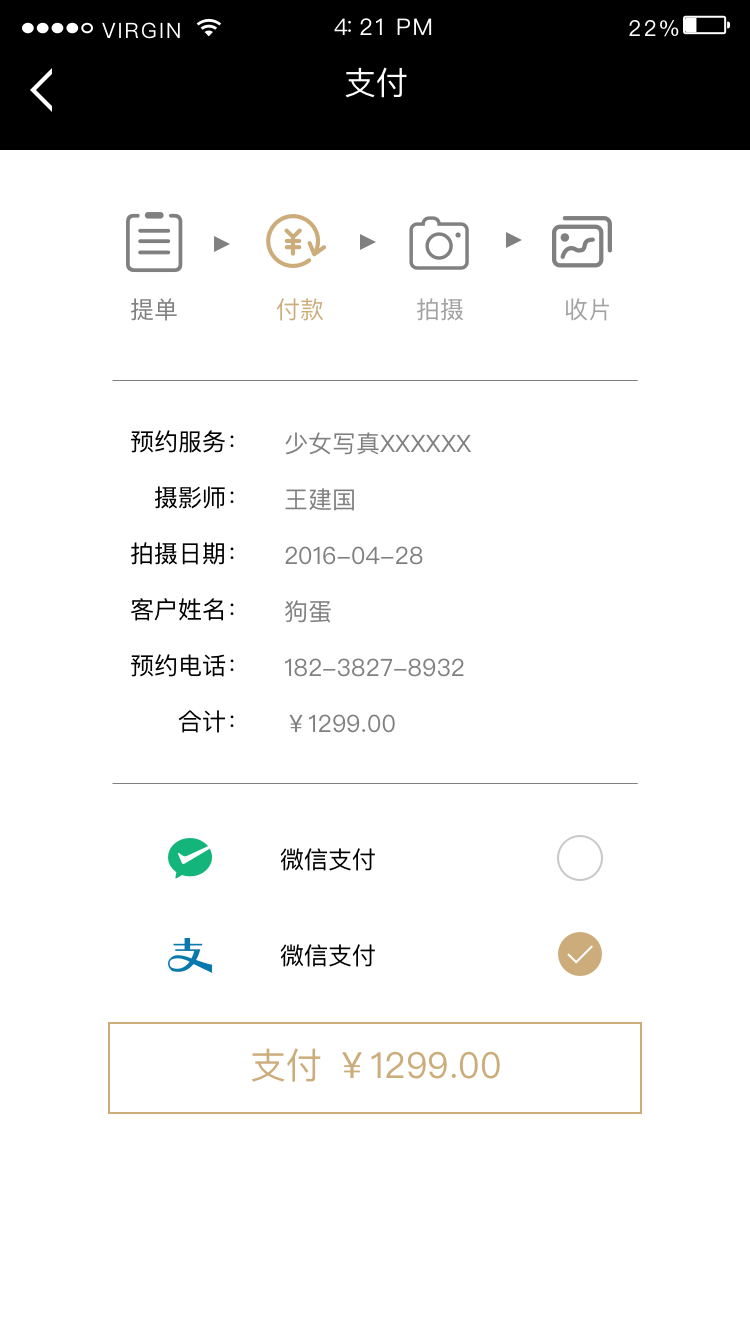 VIRGIN 4: 21 PM 22%
支付
提单 付款 拍摄 收片
预约服务: 少女写真XXXXXX
摄影师: 王建国
拍摄日期: 2016-04-28
客户姓名: 狗蛋
预约电话: 182-3827-8932
合计: ¥1299.00
微信支付
支 微信支付
支付 ¥1299.00